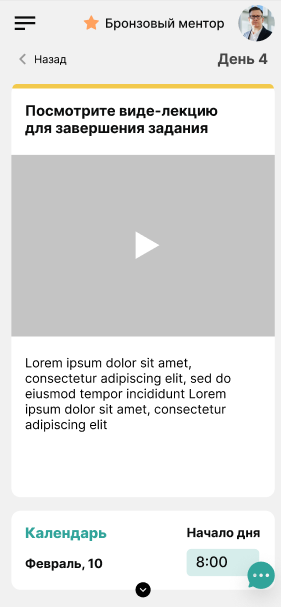 Бронзовый ментор
Назад
День 4
Посмотрите виде-лекцию
для завершения задания
Lorem ipsum dolor sit amet,
consectetur adipiscing elit, sed do
eiusmod tempor incididunt Lorem
ipsum dolor sit amet, consectetur
adipiscing elit
Календарь
Начало дня
Февраль, 10
8:00